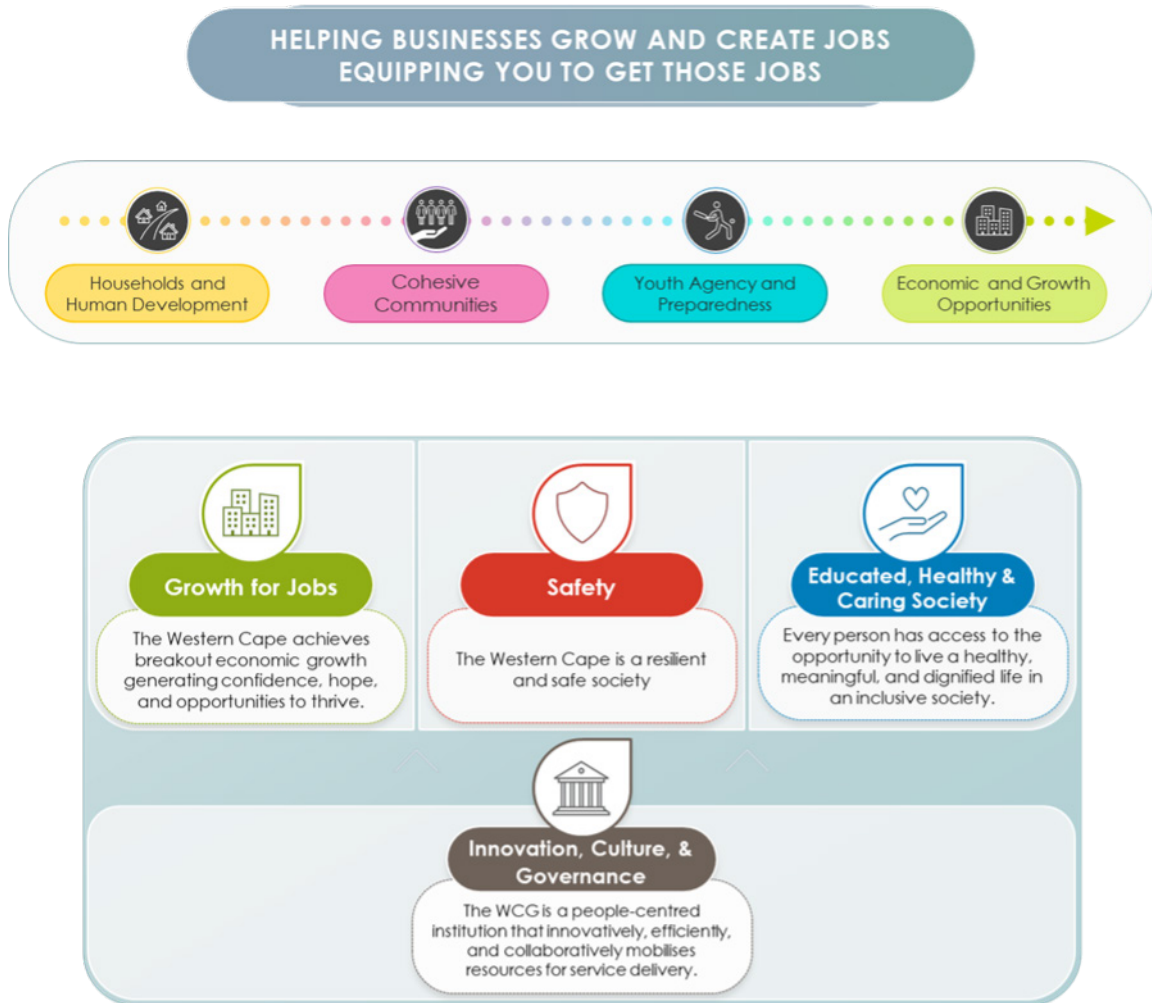 HELPING BUSINESSES GROW AND CREATE JOBS
EQUIPPING YOU TO GET THOSE JOBS
Households and
Human Development
Cohesive
Communities
Youth Agency and
Preparedness
Economic and Growth
Opportunities
Growth for Jobs
The Western Cape achieves
breakout economic growth
generating confidence, hope,
and opportunities to thrive.
Safety
The Western Cape is a resilient
and safe society
Educated, Healthy &
Caring Society
Every person has access to the
opportunity to live a healthy,
meaningful, and dignified life in
an inclusive society.
Innovation, Culture, &
Governance
The WCG is a people-centred
institution that innovatively, efficiently,
and collaboratively mobilises
resources for service delivery.